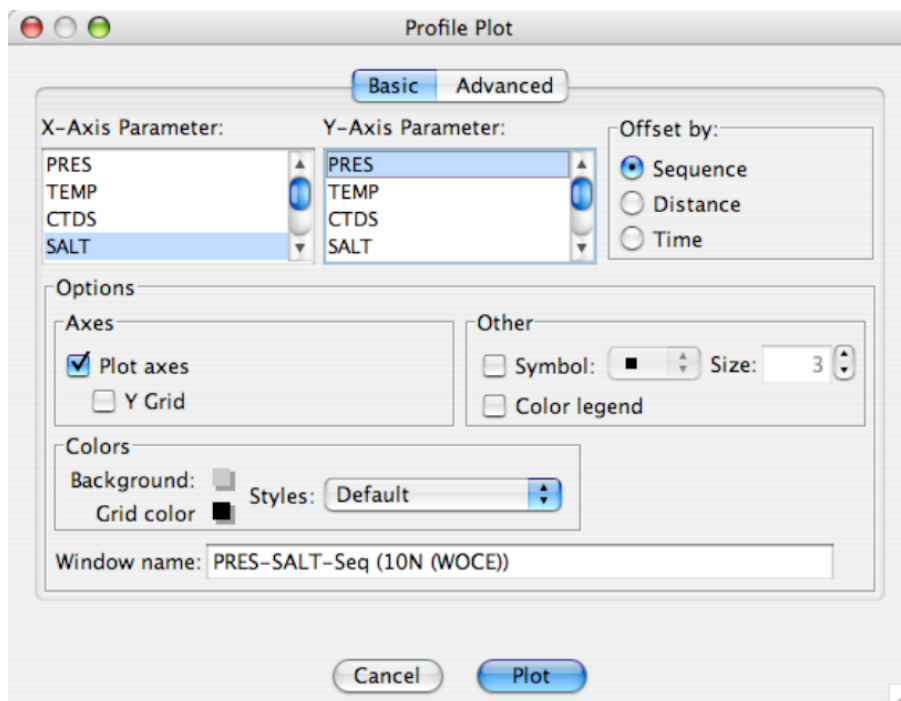 Profile Plot
Basic Advanced
X-Axis Parameter: Y-Axis Parameter: Offset by:
PRES PRES Sequence
TEMP TEMP Distance
CTDS CTDS Time
SALT SALT
Options
Axes Other
Plot axes Symbol: Size: 3
Y Grid Color legend
Colors
Background: Styles: Default
Grid color
Window name: PRES-SALT-Seq (10N (WOCE))
Cancel Plot